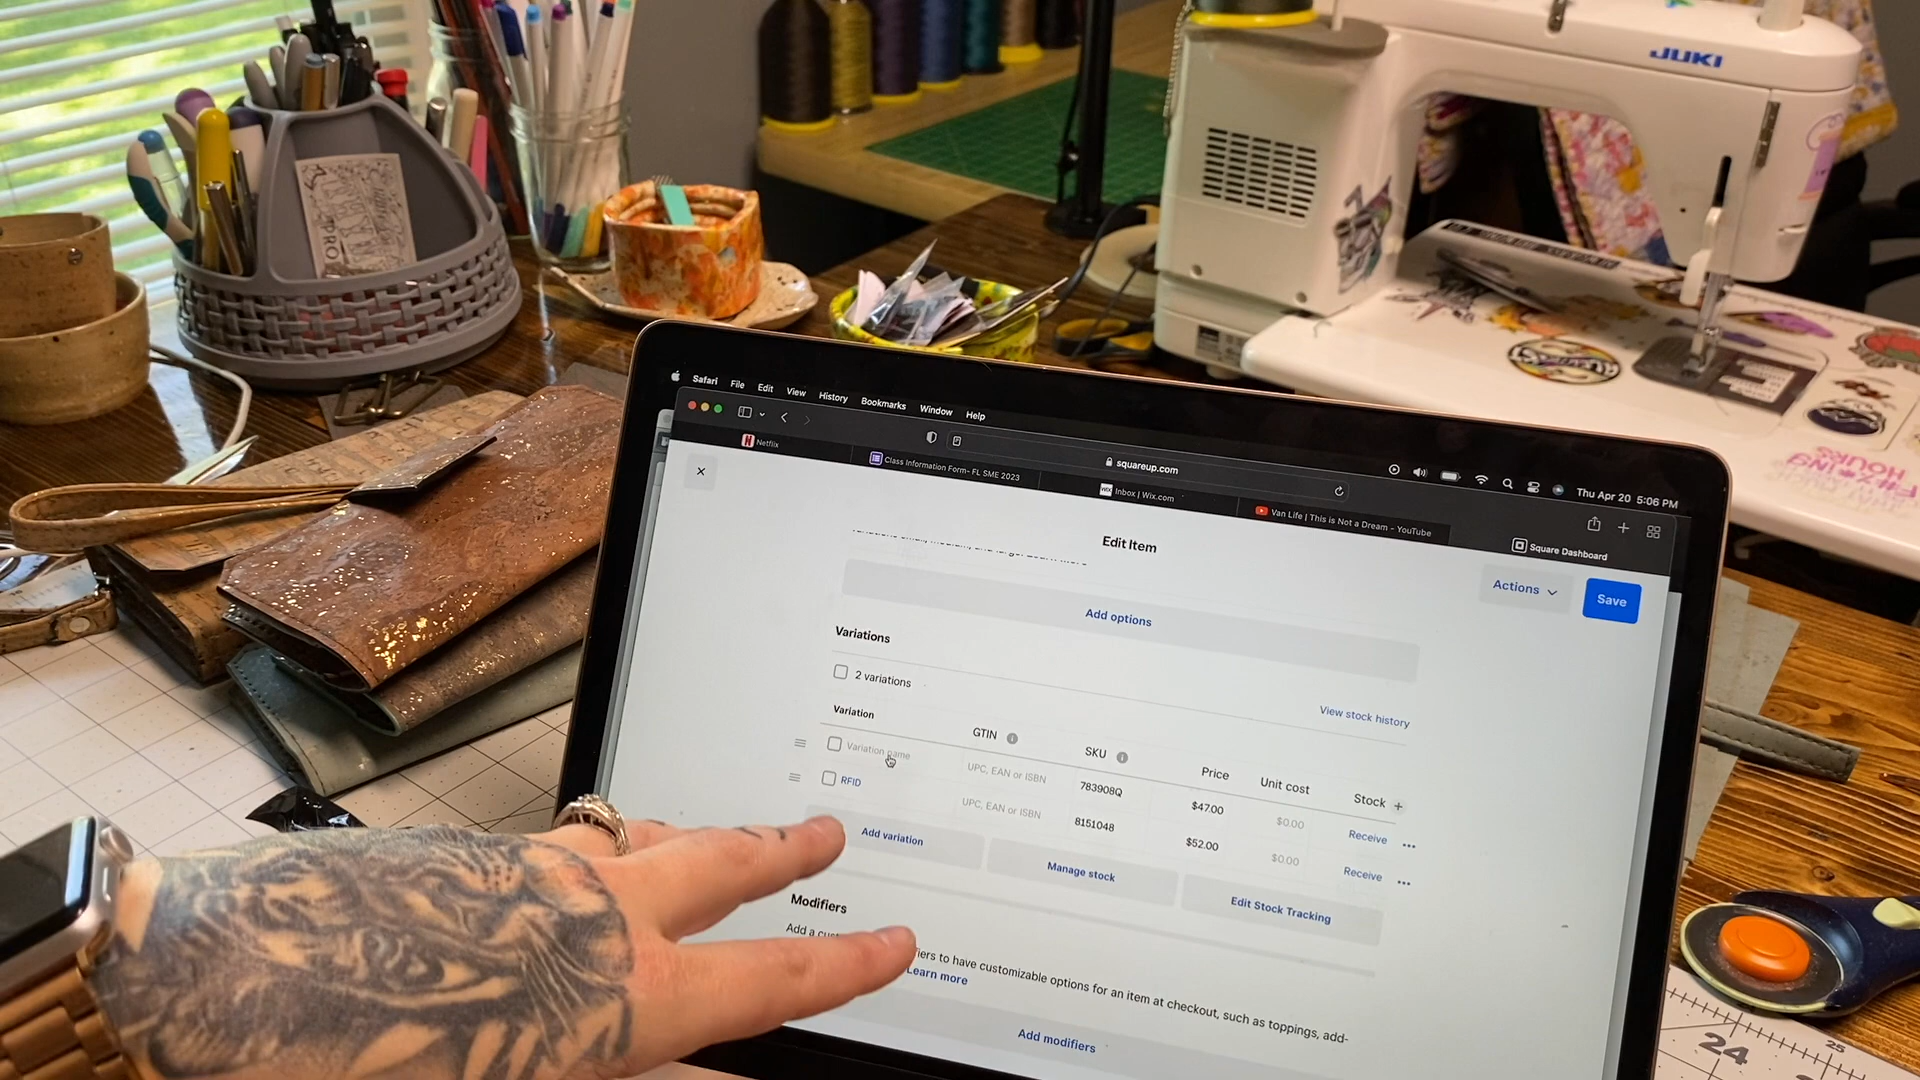 JUKI
Safari File Edit View History Bookmarks Window Help
Thu Apr 20 5:06 PM
squareup.com
Netflix
Class Information Form- FL SME 2023
Inbox | Wix.com
Van Life | This is Not a Dream - YouTube
Square Dashboard
Edit Item
Actions
Save
Add options
Variations
2 variations
View stock history
Variation GTIN SKU Price Unit cost Stock +
Variation name UPC, EAN or ISBN 783908Q $47.00 $0.00 Receive
RFID UPC, EAN or ISBN 8151048 $52.00 $0.00 Receive
Add variation
Manage stock
Edit Stock Tracking
Modifiers
Add a
fiers to have customizable options for an item at checkout, such as toppings, add-
Learn more
Add modifiers
24
25
HOURS